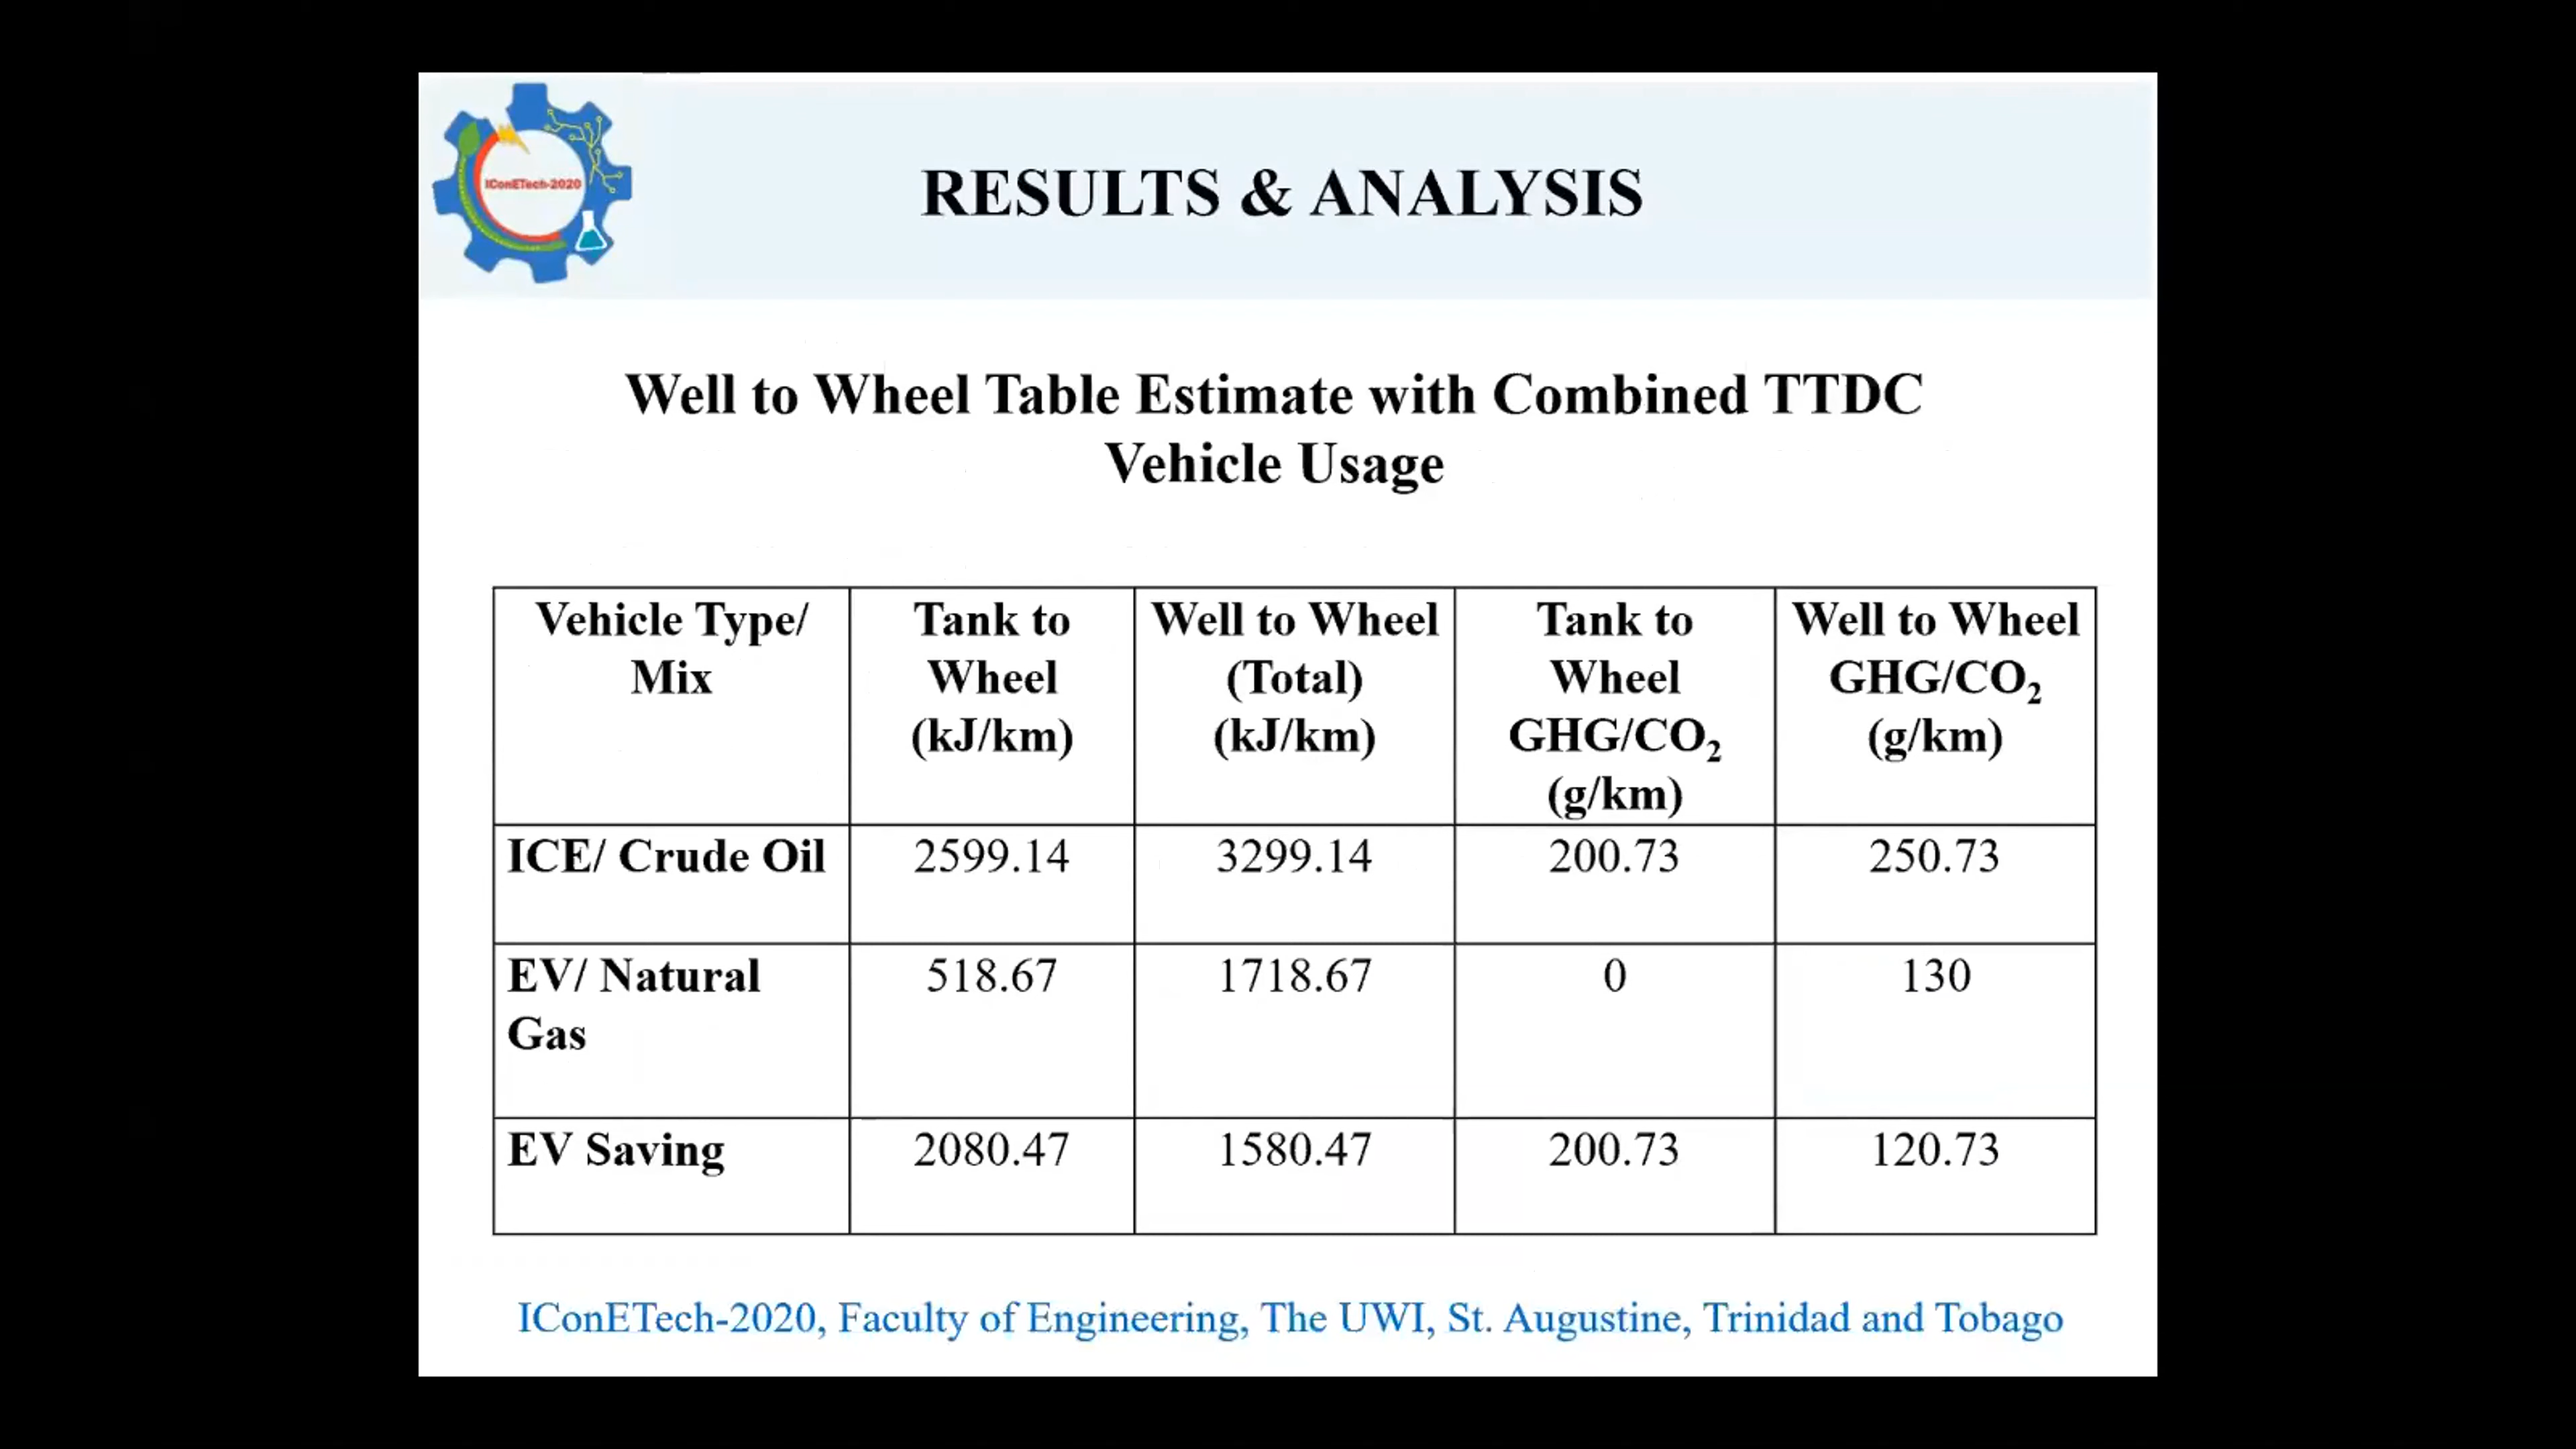 IConETech-2020
RESULTS & ANALYSIS
Well to Wheel Table Estimate with Combined TTDC
Vehicle Usage
Vehicle Type/
Mix
Tank to
Wheel
(kJ/km)
Well to Wheel
(Total)
(kJ/km)
Tank to
Wheel
GHG/CO₂
(g/km)
Well to Wheel
GHG/CO₂
(g/km)
ICE/ Crude Oil
2599.14
3299.14
200.73
250.73
EV/ Natural
Gas
518.67
1718.67
0
130
EV Saving
2080.47
1580.47
200.73
120.73
IConETech-2020, Faculty of Engineering, The UWI, St. Augustine, Trinidad and Tobago